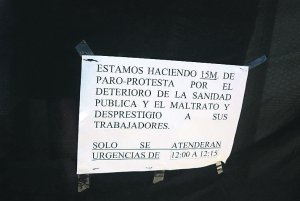 ESTAMOS HACIENDO 15M. DE
PARO-PROTESTA POR EL
DETERIORO DE LA SANIDAD
PUBLICA Y EL MALTRATO Y
DESPRESTIGIO A SUS
TRABAJADORES.
SOLO SE ATENDERAN
URGENCIAS DE 12:00 A 12:15